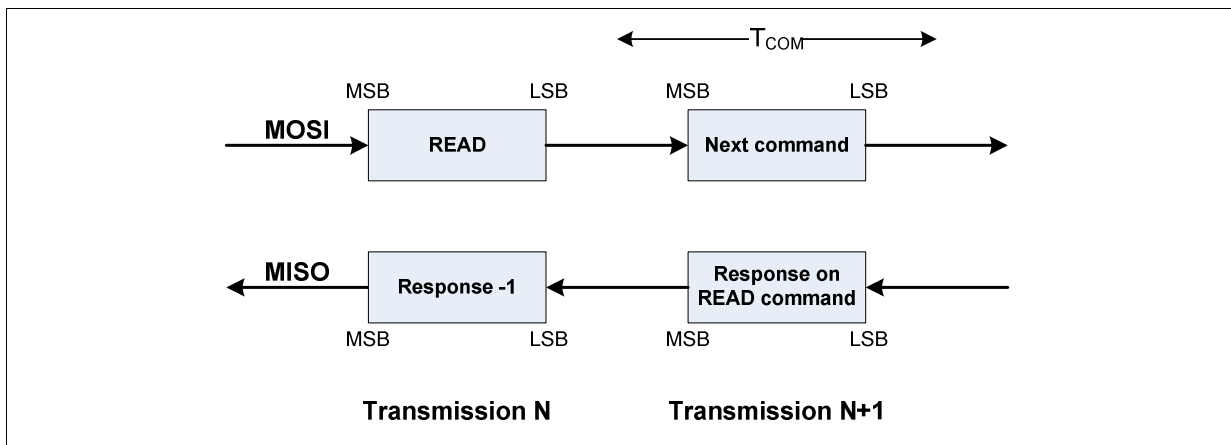 TCOM
MSB LSB MSB LSB
MOSI READ Next command
MISO Response -1 Response on
READ command
MSB LSB MSB LSB
Transmission N Transmission N+1